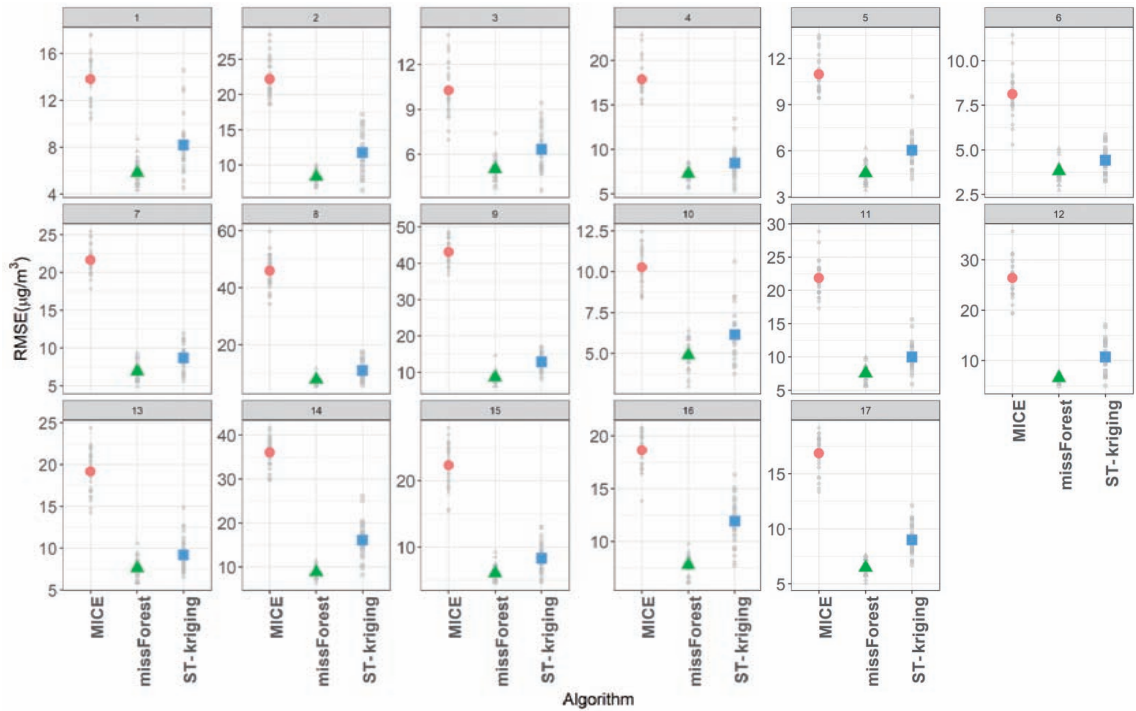 1 2 3 4 5 6
16 12 8 4
25 20 15 10
12 9 6
20 15 10 5
12 9 6 3
10.0 7.5 5.0 2.5
7 8 9 10 11 12
25 20 15 10 5
60 40 20
50 40 30 20 10
12.5 10.0 7.5 5.0
30 25 20 15 10 5
30 20 10
RMSE(μg/m³)
13 14 15 16 17
25 20 15 10 5
40 30 20 10
20 10
20 15 10
15 10 5
MICE missForest ST-kriging
MICE missForest ST-kriging
MICE missForest ST-kriging
MICE missForest ST-kriging
MICE missForest ST-kriging
MICE missForest ST-kriging
Algorithm